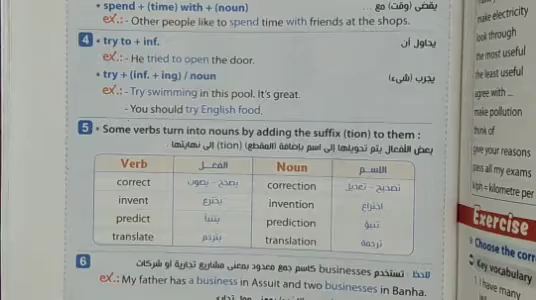 • spend + (time) with + (noun) يقضي (وقت) مع ...
ex.: - Other people like to spend time with friends at the shops.
4 • try to + inf. يحاول أن
ex.: - He tried to open the door.
• try + (inf. + ing) / noun يجرب (شيء)
ex.: - Try swimming in this pool. It's great.
- You should try English food.
5 • Some verbs turn into nouns by adding the suffix (tion) to them :
بعض الأفعال يتم تحويلها إلى اسم بإضافة (المقطع) (tion) إلى نهايتها
Verb الفعل Noun الاسم
correct يصحح - يصوب correction تصحيح - تعديل
invent يخترع invention اختراع
predict يتنبأ prediction تنبؤ
translate يترجم translation ترجمة
6 لاحظ استخدم businesses كاسم جمع معدود بمعنى مشاريع تجارية أو شركات
ex.: My father has a business in Assuit and two businesses in Banha.
make electricity
look through
the most useful
the least useful
agree with ...
make pollution
think of
give your reasons
pass all my exams
kph = kilometre per
Exercise
Choose the corr
Key vocabulary
1 I have many